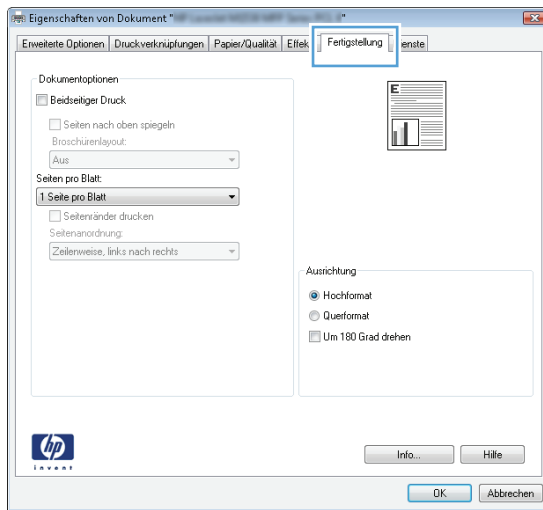 Eigenschaften von Dokument "
Erweiterte Optionen
Druckverknüpfungen
Papier/Qualität
Effek
Fertigstellung
enste
Dokumentoptionen
Beidseitiger Druck
Seiten nach oben spiegeln
Broschürenlayout:
Aus
Seiten pro Blatt:
1 Seite pro Blatt
Seitenränder drucken
Seitenanordnung:
Zeilenweise, links nach rechts
E
Ausrichtung
Hochformat
Querformat
Um 180 Grad drehen
hp
invent
Info...
Hilfe
OK
Abbrechen